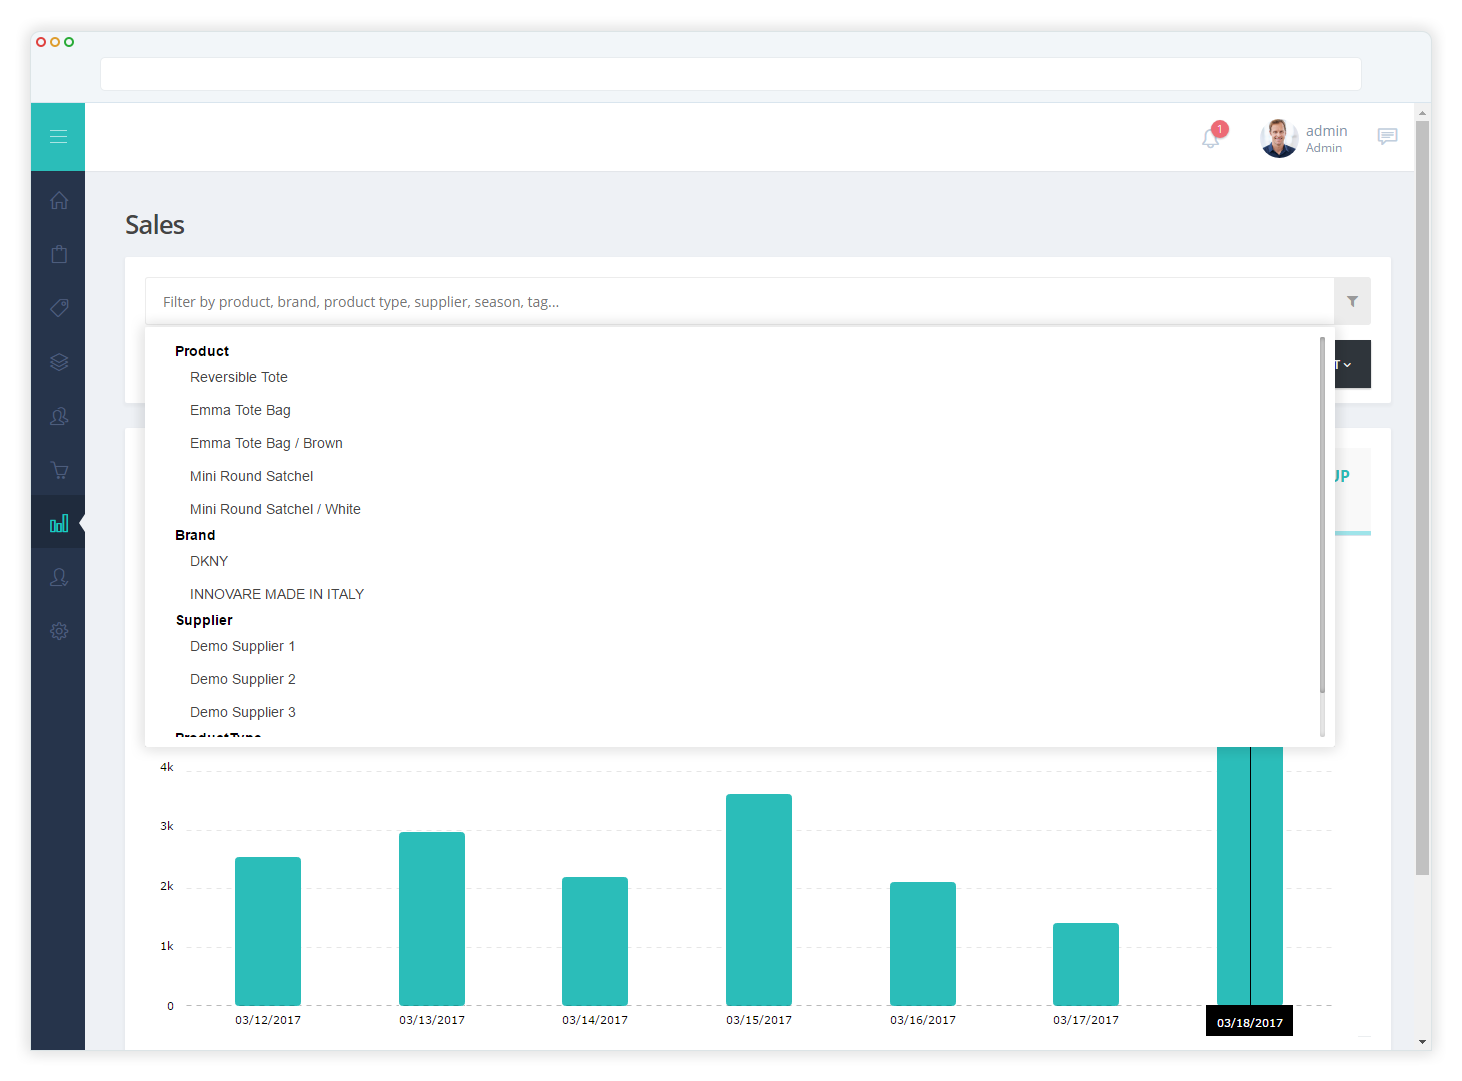 1
admin
Admin
Sales
Filter by product, brand, product type, supplier, season, tag...
Product
Reversible Tote
Emma Tote Bag
Emma Tote Bag / Brown
Mini Round Satchel
Mini Round Satchel / White
Brand
DKNY
INNOVARE MADE IN ITALY
Supplier
Demo Supplier 1
Demo Supplier 2
Demo Supplier 3
ProductType
T
UP
4k
3k
2k
1k
0
03/12/2017
03/13/2017
03/14/2017
03/15/2017
03/16/2017
03/17/2017
03/18/2017